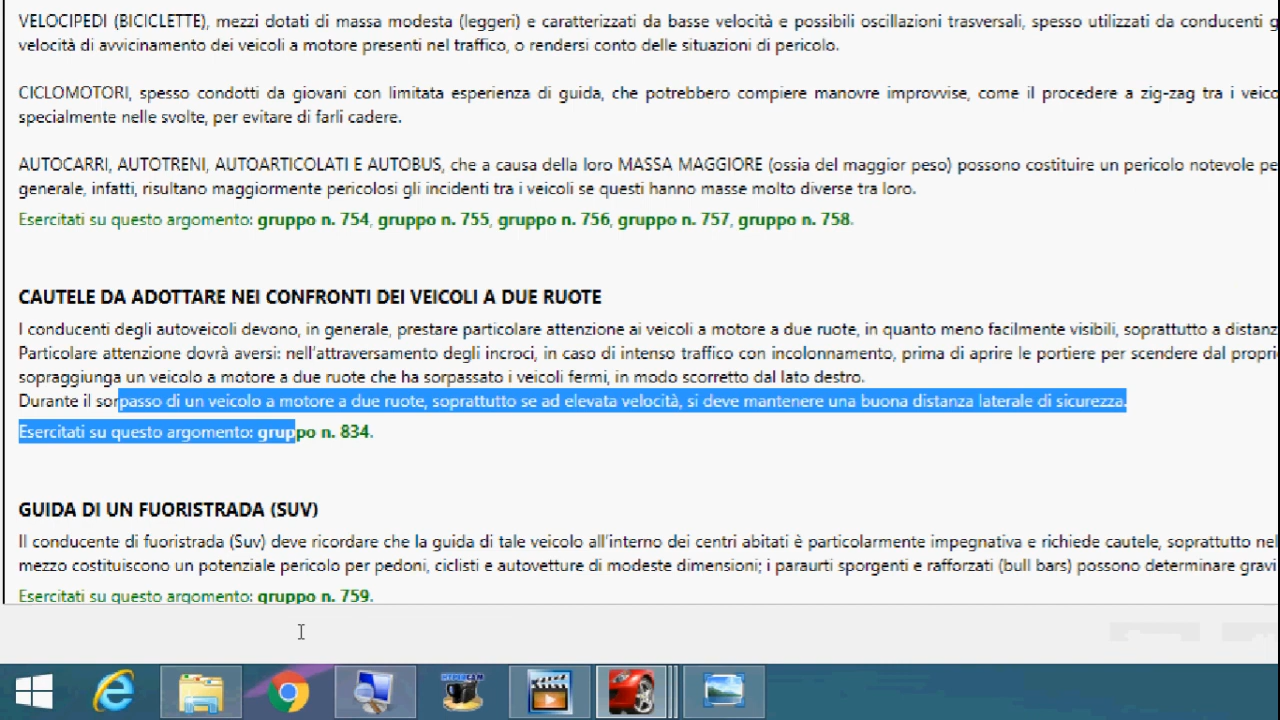 VELOCIPEDI (BICICLETTE), mezzi dotati di massa modesta (leggeri) e caratterizzati da basse velocità e possibili oscillazioni trasversali, spesso utilizzati da conducenti
velocità di avvicinamento dei veicoli a motore presenti nel traffico, o rendersi conto delle situazioni di pericolo.
CICLOMOTORI, spesso condotti da giovani con limitata esperienza di guida, che potrebbero compiere manovre improvvise, come il procedere a zig-zag tra i
specialmente nelle svolte, per evitare di farli cadere.
AUTOCARRI, AUTOTRENI, AUTOARTICOLATI E AUTOBUS, che a causa della loro MASSA MAGGIORE (ossia del maggior peso) possono costituire un pericolo notevole
generale, infatti, risultano maggiormente pericolosi gli incidenti tra i veicoli se questi hanno masse molto diverse tra loro.
Esercitati su questo argomento: gruppo n. 754, gruppo n. 755, gruppo n. 756, gruppo n. 757, gruppo n. 758.
CAUTELE DA ADOTTARE NEI CONFRONTI DEI VEICOLI A DUE RUOTE
I conducenti degli autoveicoli devono, in generale, prestare particolare attenzione ai veicoli a motore a due ruote, in quanto meno facilmente visibili, soprattutto a
Particolare attenzione dovrà aversi: nell'attraversamento degli incroci, in caso di intenso traffico con incolonnamento, prima di aprire le portiere per scendere dal
sopraggiunga un veicolo a motore a due ruote che ha sorpassato i veicoli fermi, in modo scorretto dal lato destro.
Durante il sorpasso di un veicolo a motore a due ruote, soprattutto se ad elevata velocità, si deve mantenere una buona distanza laterale di sicurezza.
Esercitati su questo argomento: gruppo n. 834.
GUIDA DI UN FUORISTRADA (SUV)
Il conducente di fuoristrada (Suv) deve ricordare che la guida di tale veicolo all'interno dei centri abitati è particolarmente impegnativa e richiede cautele, soprattutto
mezzo costituiscono un potenziale pericolo per pedoni, ciclisti e autovetture di modeste dimensioni; i paraurti sporgenti e rafforzati (bull bars) possono determinare gravi
Esercitati su questo argomento: gruppo n. 759.